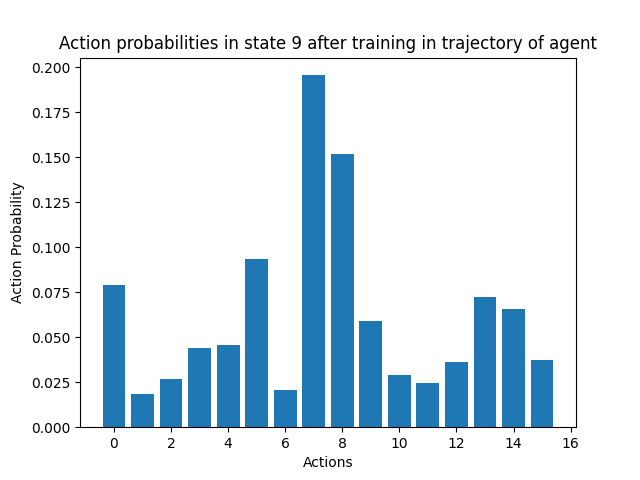 Action probabilities in state 9 after training in trajectory of agent
0.200
0.175
0.150
0.125
0.100
0.075
0.050
0.025
0.000
Action Probability
0 2 4 6 8 10 12 14 16
Actions